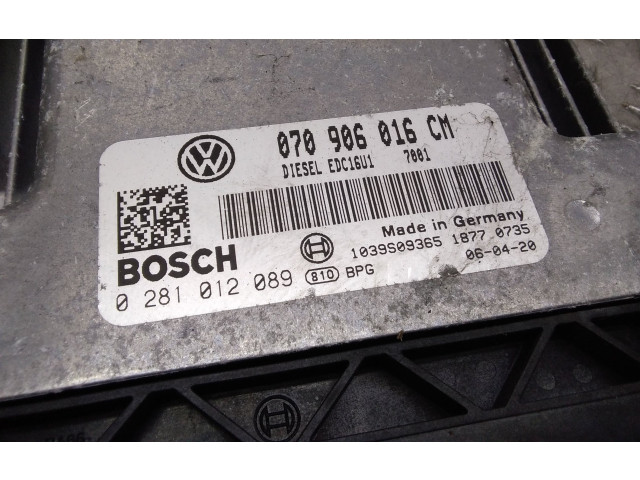 070 906 016 CM
DIESEL EDC16U1 7001
Made in Germany
BOSCH
1039S09365 1877 0735
0 281 012 089 810 BPG
06-04-20